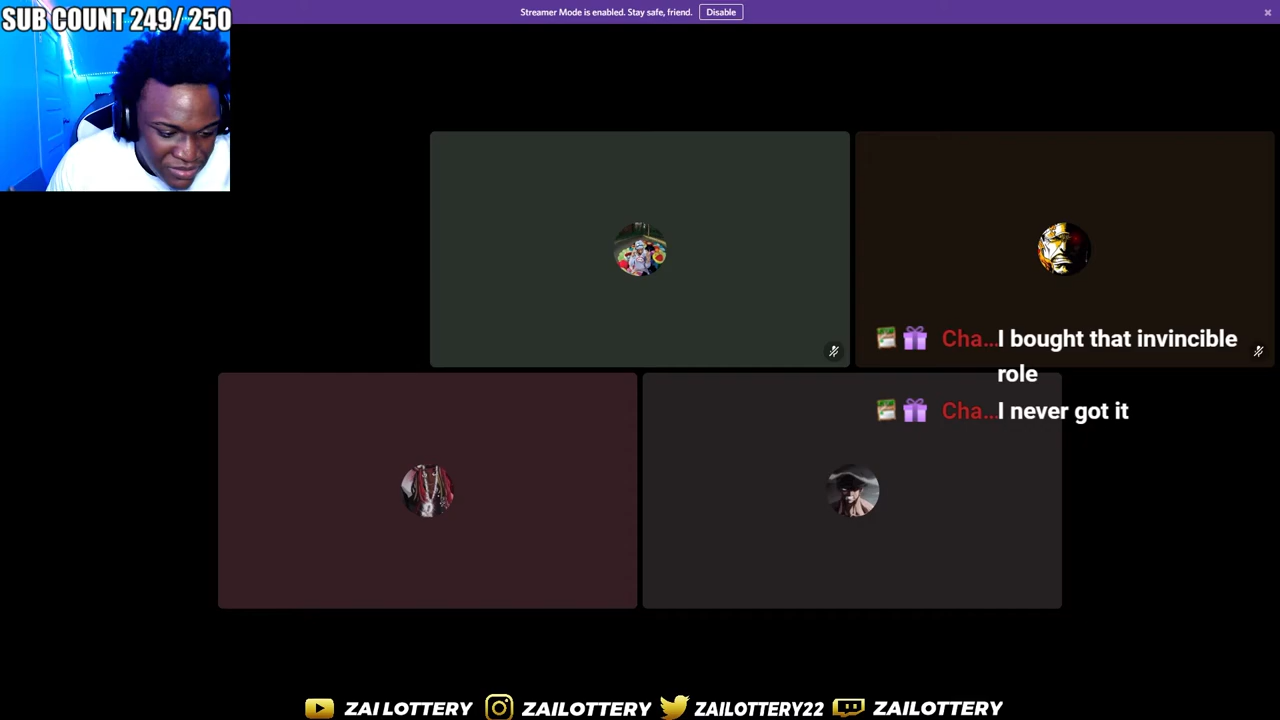 SUB COUNT 249/ 250
Streamer Mode is enabled. Stay safe, friend. Disable
Cha... I bought that invincible
role
Cha... I never got it
ZAI LOTTERY ZAILOTTERY ZAILOTTERY22 ZAILOTTERY